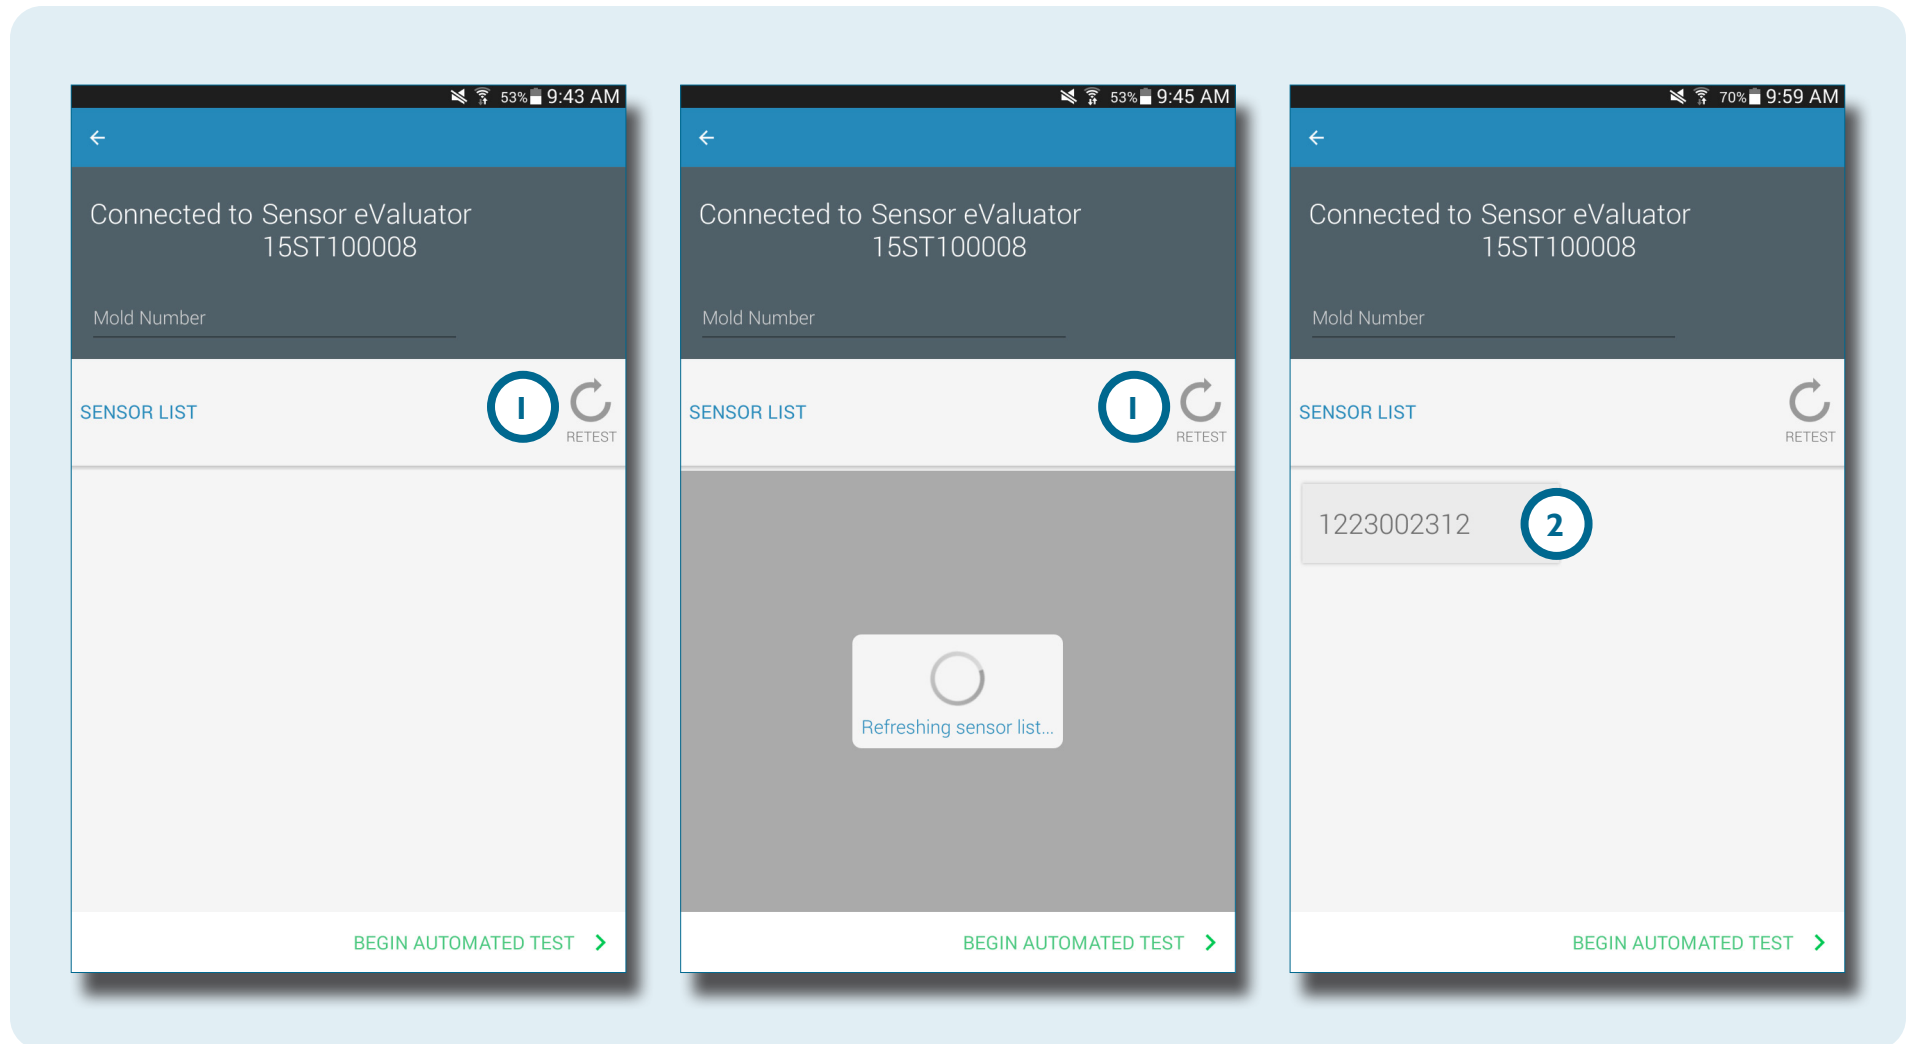 53% 9:43 AM
Connected to Sensor eValuator
15ST100008
Mold Number
SENSOR LIST
1
RETEST
BEGIN AUTOMATED TEST
53% 9:45 AM
Connected to Sensor eValuator
15ST100008
Mold Number
SENSOR LIST
1
RETEST
Refreshing sensor list...
BEGIN AUTOMATED TEST
70% 9:59 AM
Connected to Sensor eValuator
15ST100008
Mold Number
SENSOR LIST
RETEST
1223002312
2
BEGIN AUTOMATED TEST